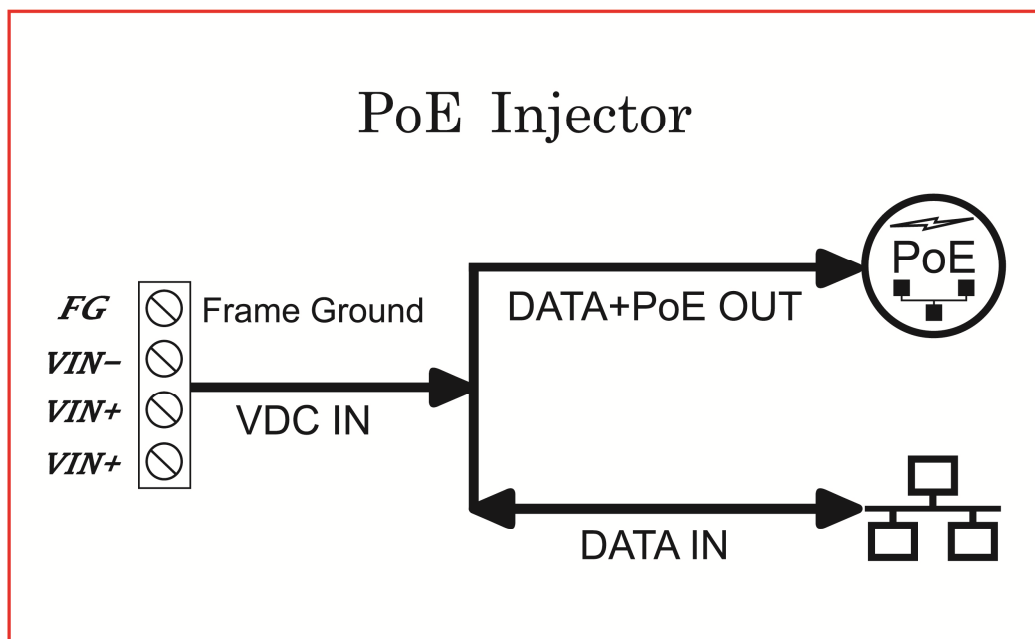 PoE Injector
PoE
DATA+PoE OUT
FG
Frame Ground
VIN-
VIN+
VDC IN
VIN+
DATA IN